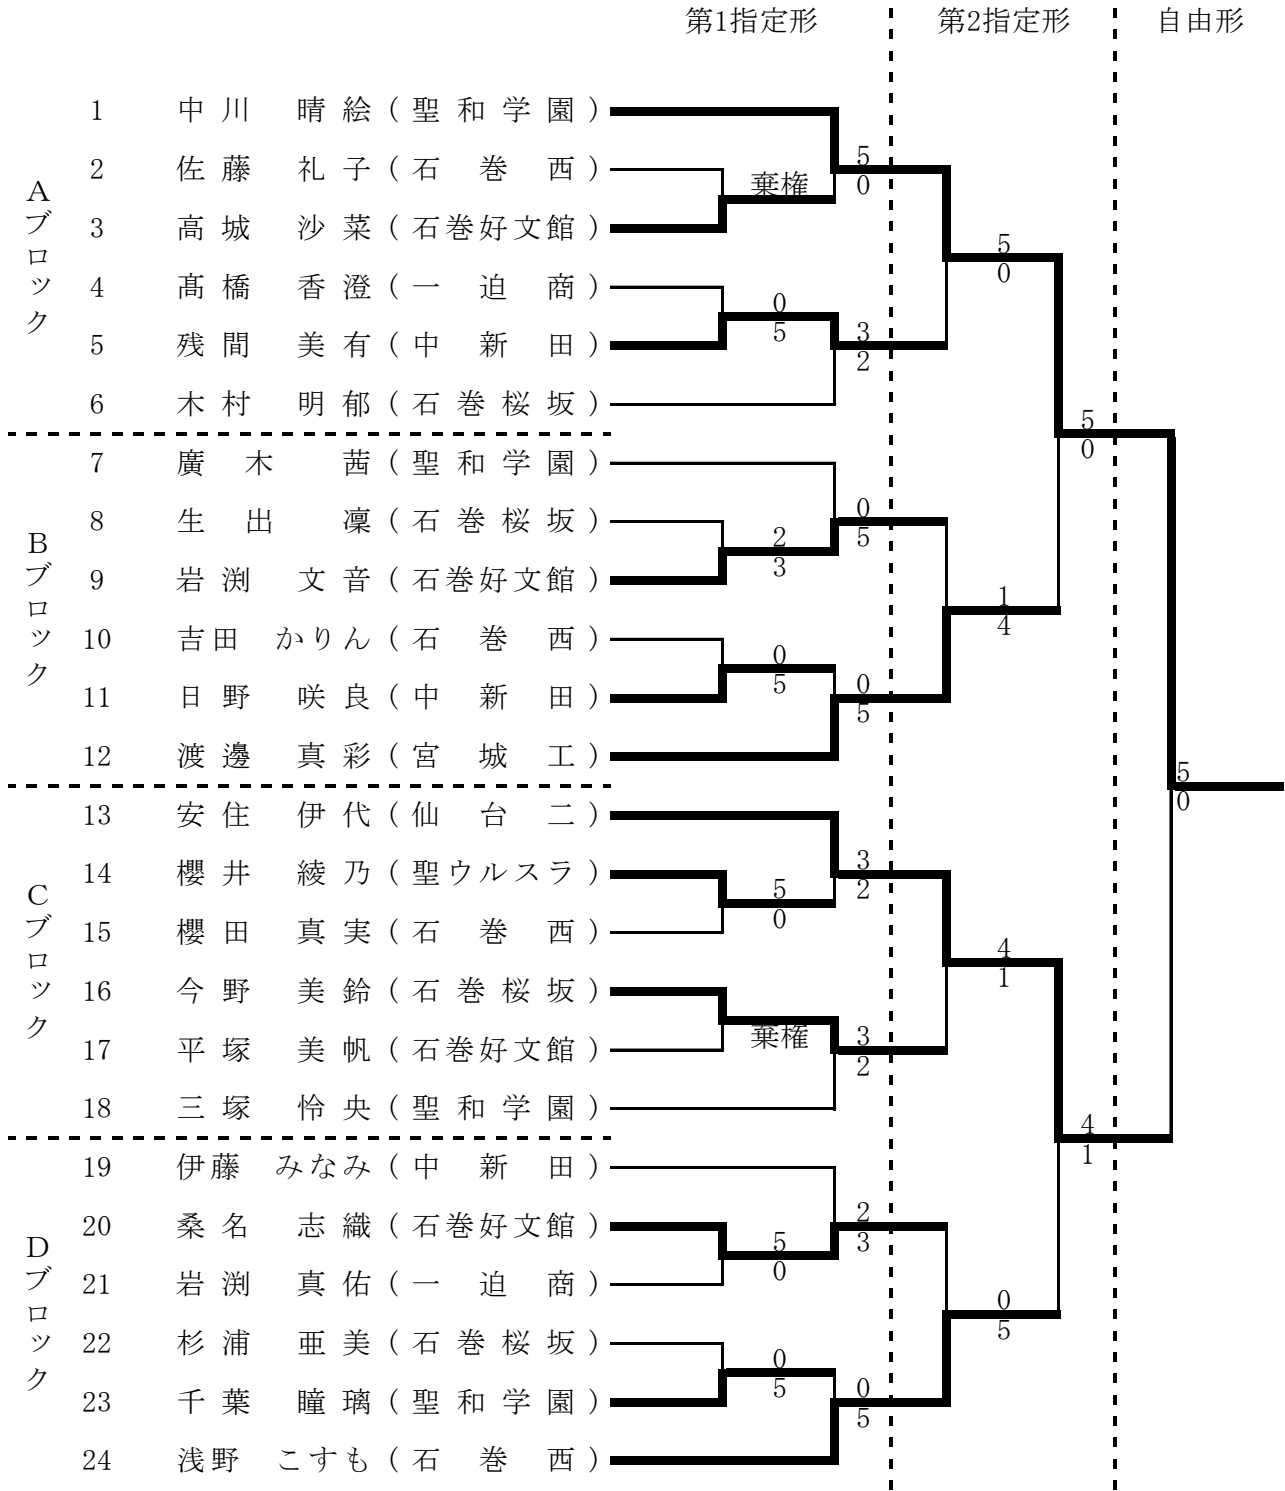 第1指定形 第2指定形 自由形
Aブロック
1 中川 晴絵 (聖和学園)
2 佐藤 礼子 (石巻西)
3 高城 沙菜 (石巻好文館)
4 髙橋 香澄 (一迫商)
5 残間 美有 (中新田)
6 木村 明郁 (石巻桜坂)
棄権
5
0
0
5
3
2
5
0
Bブロック
7 廣木 茜 (聖和学園)
8 生出 凜 (石巻桜坂)
9 岩渕 文音 (石巻好文館)
10 吉田 かりん (石巻西)
11 日野 咲良 (中新田)
12 渡邊 真彩 (宮城工)
2
3
0
5
0
5
0
5
1
4
5
0
Cブロック
13 安住 伊代 (仙台二)
14 櫻井 綾乃 (聖ウルスラ)
15 櫻田 真実 (石巻西)
16 今野 美鈴 (石巻桜坂)
17 平塚 美帆 (石巻好文館)
18 三塚 怜央 (聖和学園)
5
0
3
2
棄権
3
2
4
1
5
0
Dブロック
19 伊藤 みなみ (中新田)
20 桑名 志織 (石巻好文館)
21 岩渕 真佑 (一迫商)
22 杉浦 亜美 (石巻桜坂)
23 千葉 瞳璃 (聖和学園)
24 浅野 こすも (石巻西)
5
0
2
3
0
5
0
5
0
5
4
1